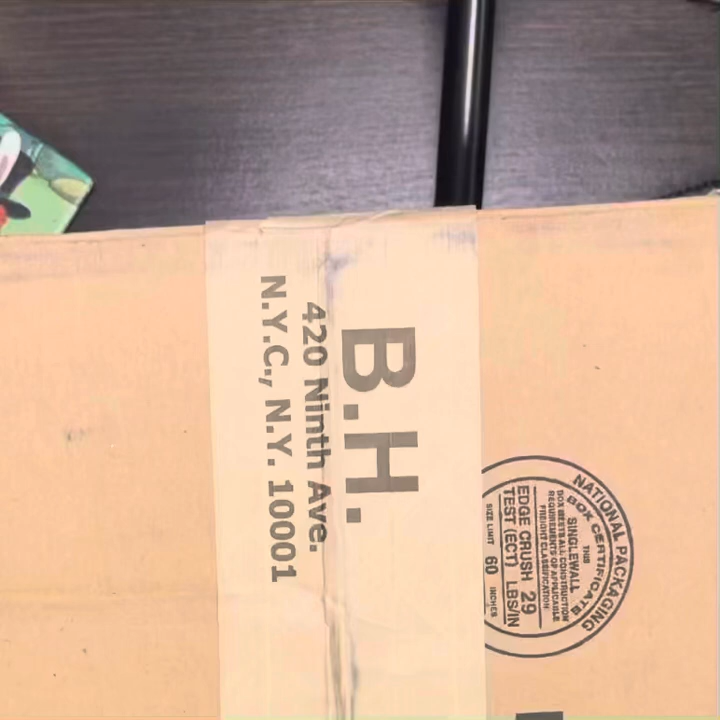 B.H.
420 Ninth Ave.
N.Y.C., N.Y. 10001
NATIONAL PACKAGING
BOX CERTIFICATE
THIS
SINGLEWALL
BOX MEETS ALL CONSTRUCTION
REQUIREMENTS OF APPLICABLE
FREIGHT CLASSIFICATION
EDGE CRUSH 29
TEST (ECT) LBS/IN
SIZE LIMIT 60 INCHES